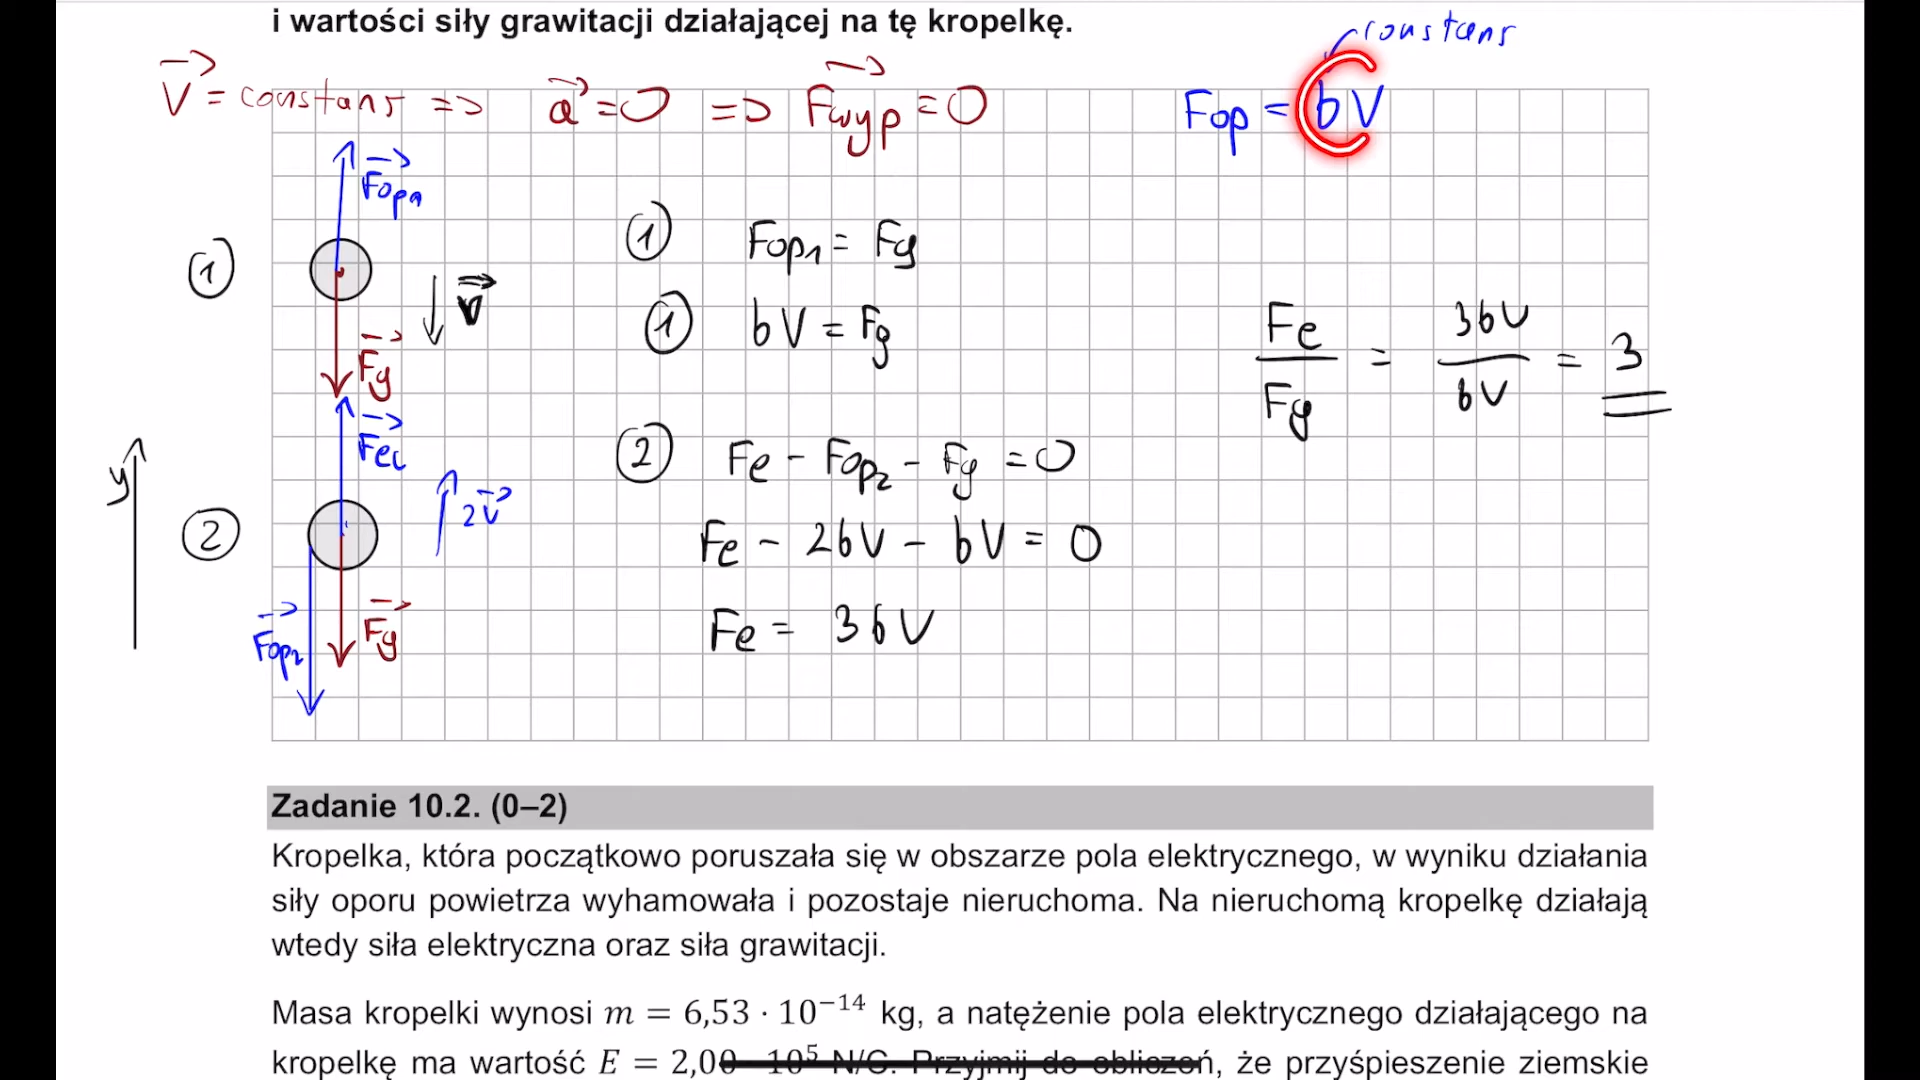 i wartości siły grawitacji działającej na tę kropelkę.
constans
V = constans => a = 0 => Fwyp = 0
Fop = bV
Fop1
① Fop1 = Fg
① V
① bV = Fg
Fe/Fg = 3bV/bV = 3
Fg
Fel
② Fe - Fop2 - Fg = 0
y
② 2V
Fe - 2bV - bV = 0
Fop2 Fg
Fe = 3bV
Zadanie 10.2. (0–2)
Kropelka, która początkowo poruszała się w obszarze pola elektrycznego, w wyniku działania
siły oporu powietrza wyhamowała i pozostaje nieruchoma. Na nieruchomą kropelkę działają
wtedy siła elektryczna oraz siła grawitacji.
Masa kropelki wynosi m = 6,53 · 10⁻¹⁴ kg, a natężenie pola elektrycznego działającego na
kropelkę ma wartość E = 2,00 · 10⁵ N/C. Przyjmij do obliczeń, że przyśpieszenie ziemskie